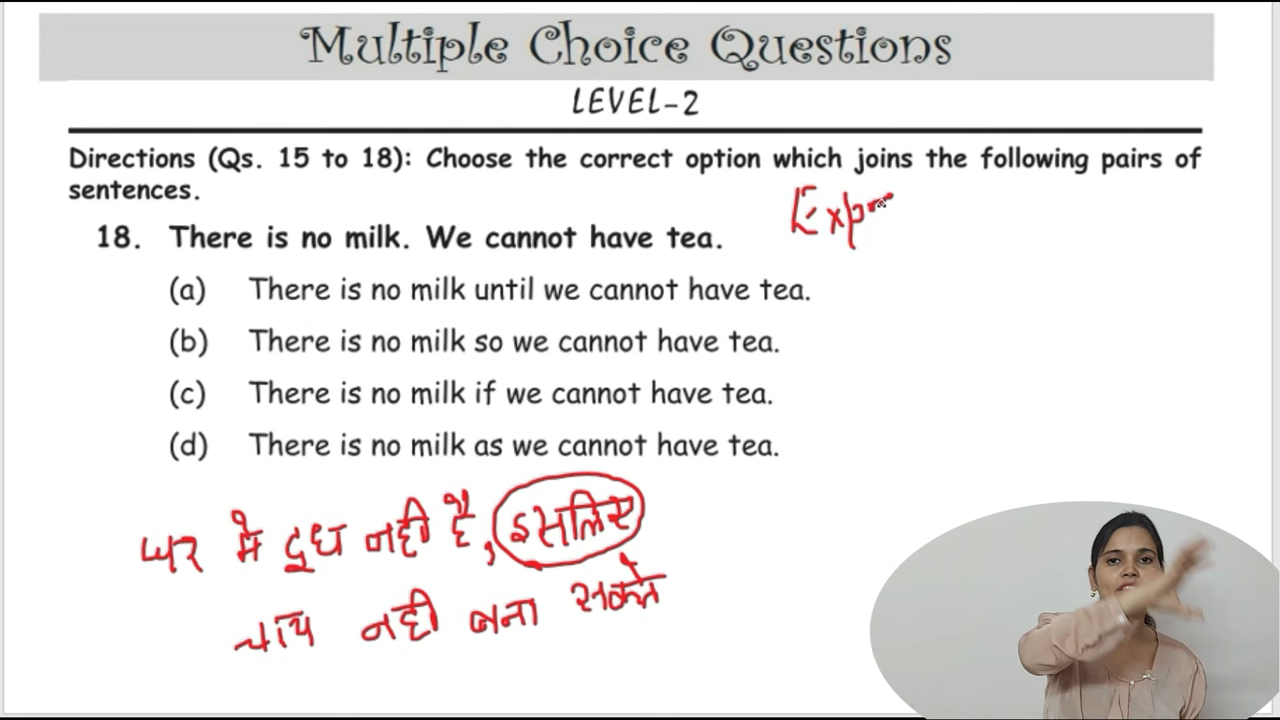 Multiple Choice Questions
LEVEL-2
Directions (Qs. 15 to 18): Choose the correct option which joins the following pairs of
sentences.
Expr
18. There is no milk. We cannot have tea.
(a) There is no milk until we cannot have tea.
(b) There is no milk so we cannot have tea.
(c) There is no milk if we cannot have tea.
(d) There is no milk as we cannot have tea.
घर में दूध नही है, इसलिए
चाय नही बना सकते